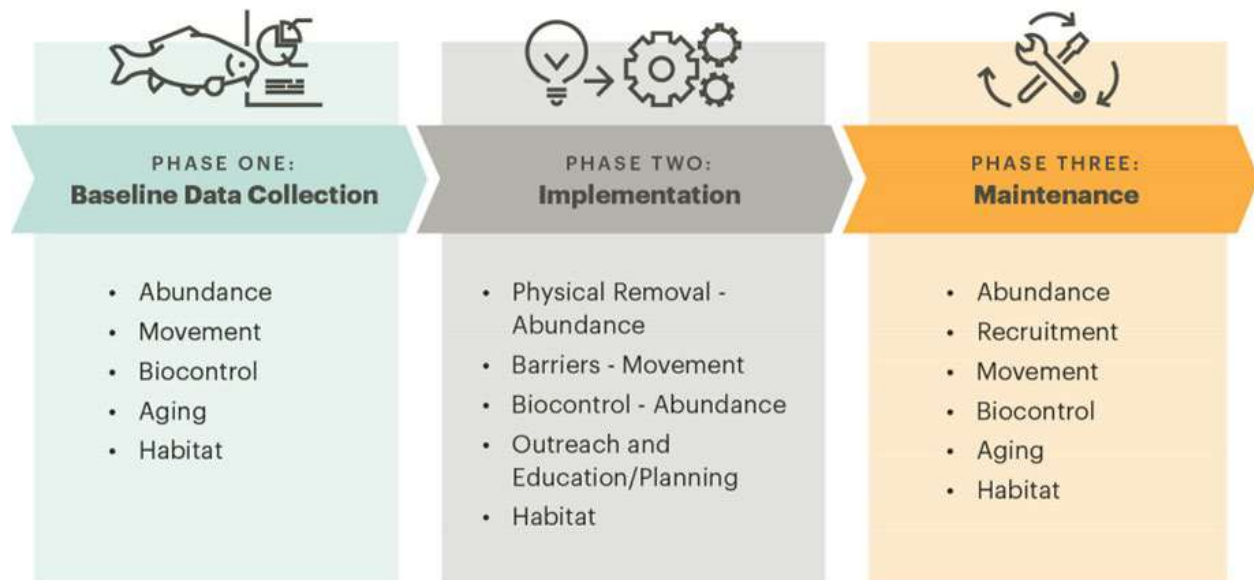 PHASE ONE:
Baseline Data Collection
• Abundance
• Movement
• Biocontrol
• Aging
• Habitat
PHASE TWO:
Implementation
• Physical Removal -
Abundance
• Barriers - Movement
• Biocontrol - Abundance
• Outreach and
Education/Planning
• Habitat
PHASE THREE:
Maintenance
• Abundance
• Recruitment
• Movement
• Biocontrol
• Aging
• Habitat